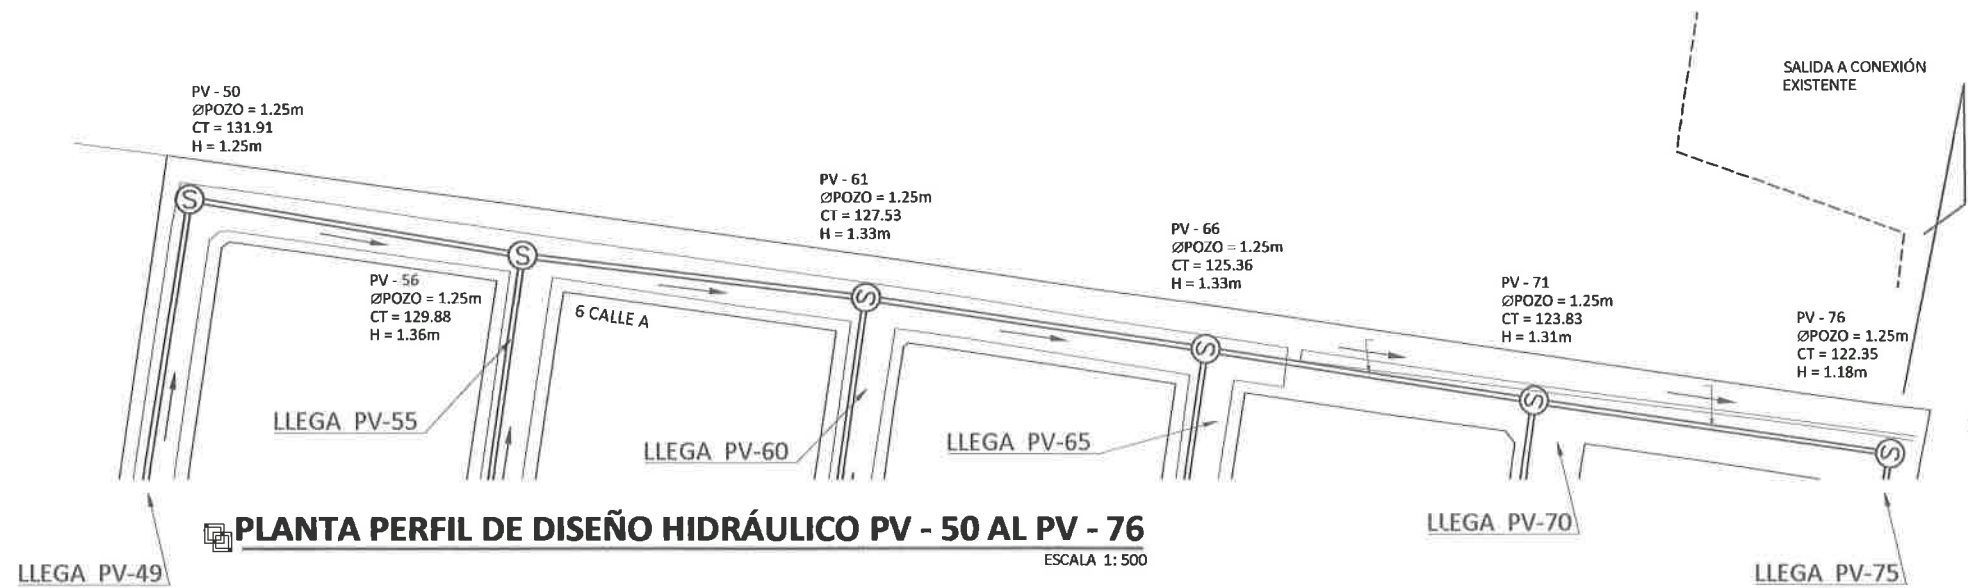 SALIDA A CONEXIÓN
EXISTENTE
PV - 50
ØPOZO = 1.25m
CT = 131.91
H = 1.25m
PV - 61
ØPOZO = 1.25m
CT = 127.53
H = 1.33m
PV - 66
ØPOZO = 1.25m
CT = 125.36
H = 1.33m
PV - 56
ØPOZO = 1.25m
CT = 129.88
H = 1.36m
PV - 71
ØPOZO = 1.25m
CT = 123.83
H = 1.31m
PV - 76
ØPOZO = 1.25m
CT = 122.35
H = 1.18m
S
S
S
S
S
S
6 CALLE A
LLEGA PV-55
LLEGA PV-60
LLEGA PV-65
LLEGA PV-70
LLEGA PV-49
LLEGA PV-75
PLANTA PERFIL DE DISEÑO HIDRÁULICO PV - 50 AL PV - 76
ESCALA 1: 500